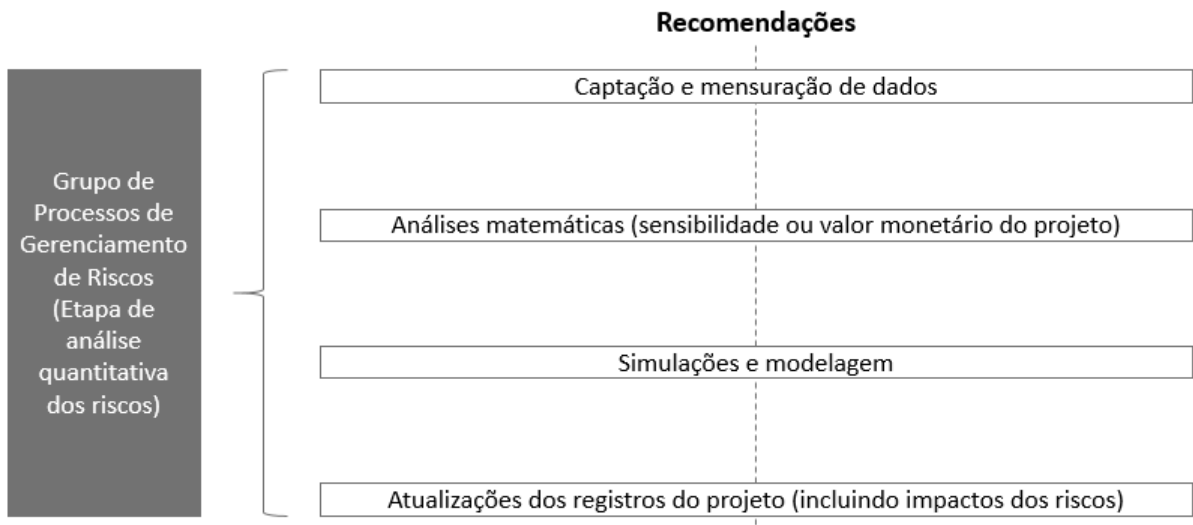 Recomendações
Grupo de
Processos de
Gerenciamento
de Riscos
(Etapa de
análise
quantitativa
dos riscos)
Captação e mensuração de dados
Análises matemáticas (sensibilidade ou valor monetário do projeto)
Simulações e modelagem
Atualizações dos registros do projeto (incluindo impactos dos riscos)